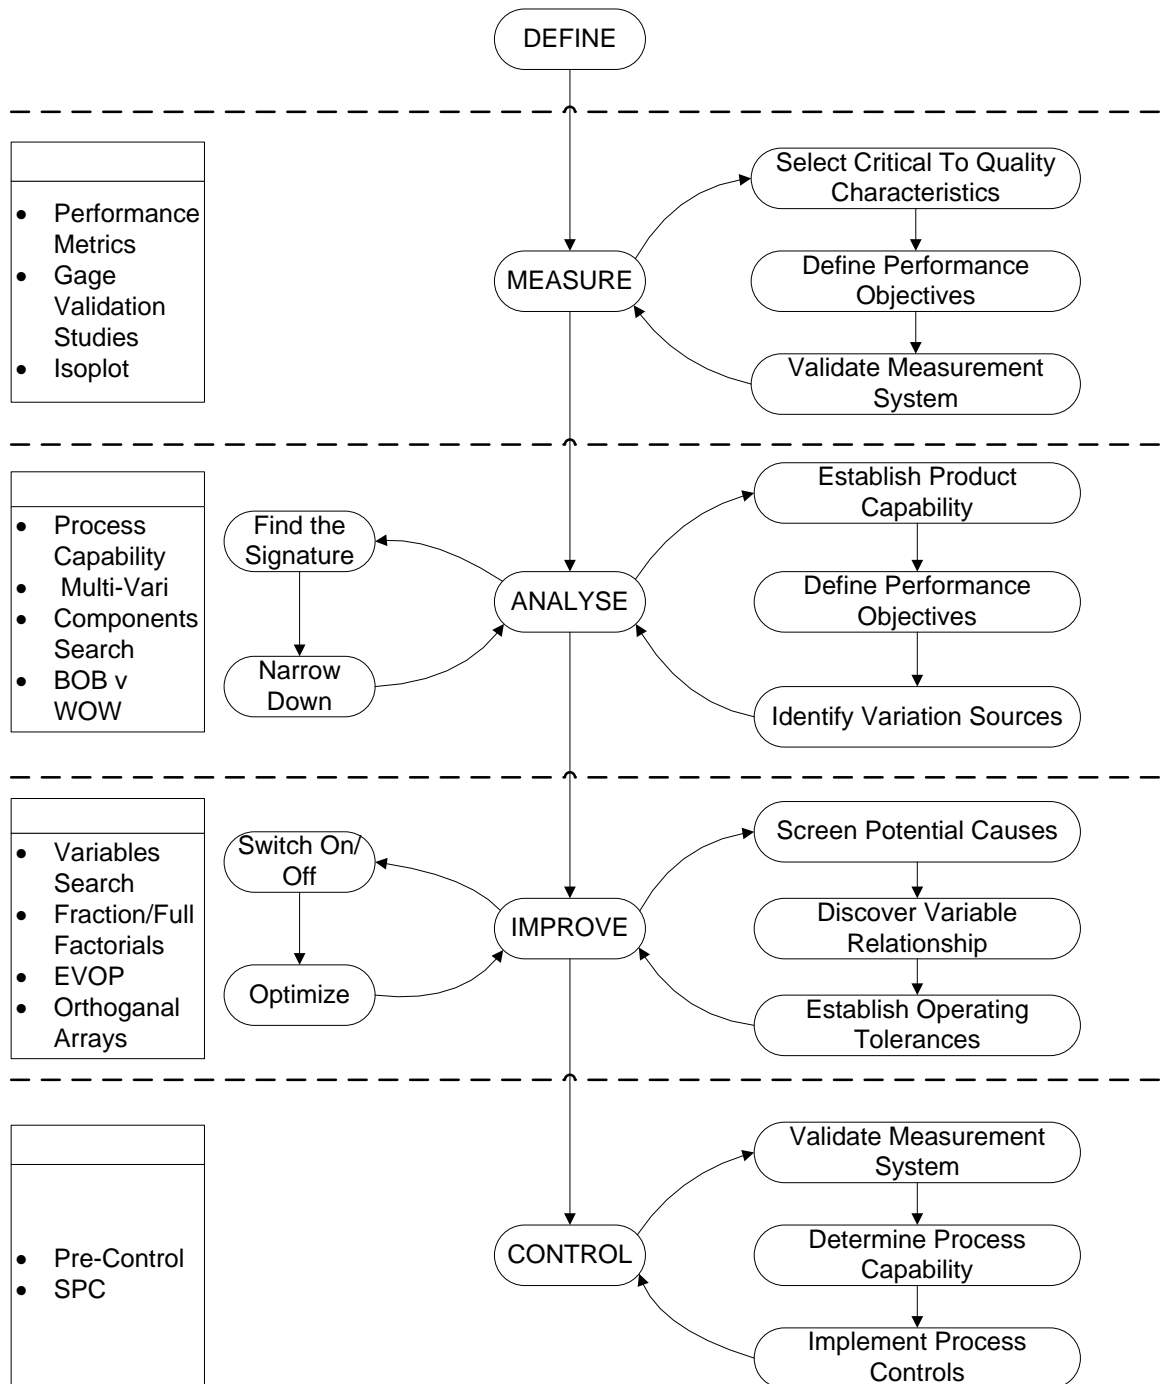 DEFINE
Performance
Metrics
Gage
Validation
Studies
Isoplot
MEASURE
Select Critical To Quality
Characteristics
Define Performance
Objectives
Validate Measurement
System
Process
Capability
Multi-Vari
Components
Search
BOB v
WOW
Find the
Signature
Narrow
Down
ANALYSE
Establish Product
Capability
Define Performance
Objectives
Identify Variation Sources
Variables
Search
Fraction/Full
Factorials
EVOP
Orthoganal
Arrays
Switch On/
Off
Optimize
IMPROVE
Screen Potential Causes
Discover Variable
Relationship
Establish Operating
Tolerances
Pre-Control
SPC
CONTROL
Validate Measurement
System
Determine Process
Capability
Implement Process
Controls